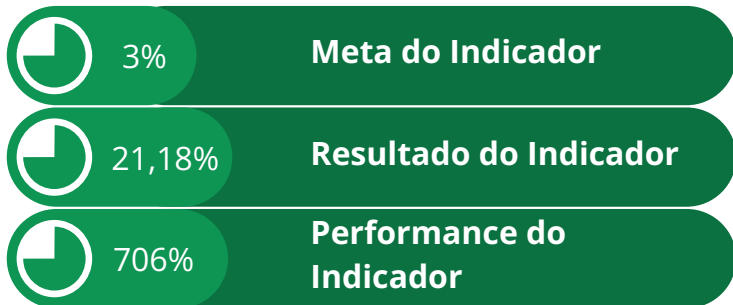 3%
Meta do Indicador
21,18%
Resultado do Indicador
706%
Performance do
Indicador